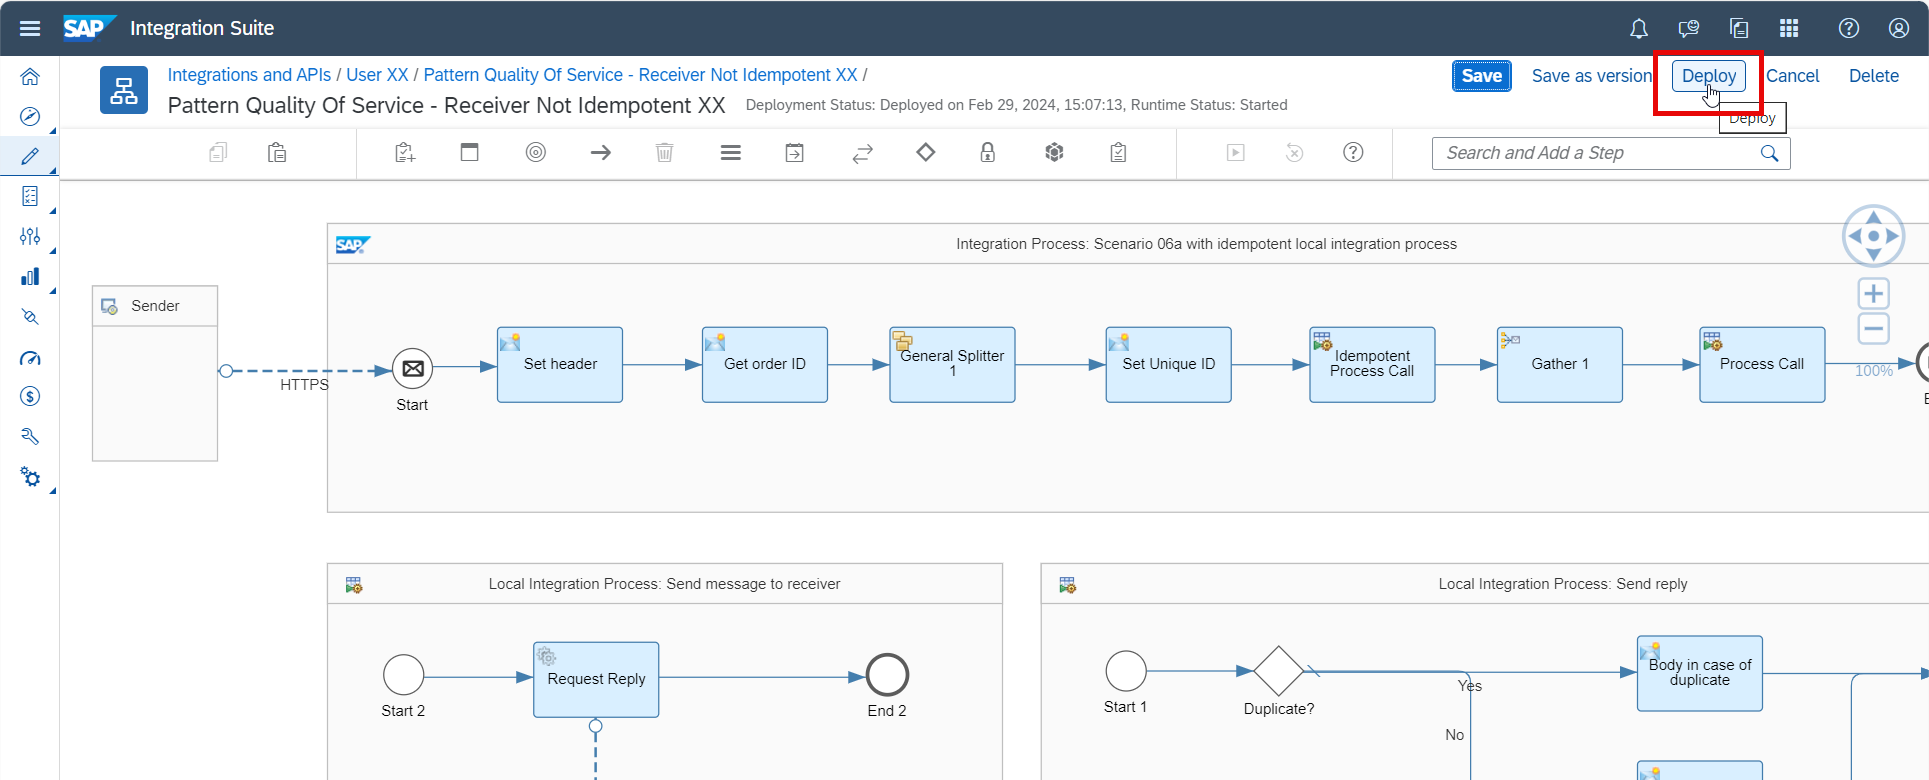 SAP Integration Suite
Integrations and APIs / User XX / Pattern Quality Of Service - Receiver Not Idempotent XX /
Save Save as version Deploy Cancel Delete
Pattern Quality Of Service - Receiver Not Idempotent XX Deployment Status: Deployed on Feb 29, 2024, 15:07:13, Runtime Status: Started
Deploy
Search and Add a Step
SAP Integration Process: Scenario 06a with idempotent local integration process
Sender
HTTPS
Start
Set header
Get order ID
General Splitter
1
Set Unique ID
Idempotent
Process Call
Gather 1
Process Call
100%
Local Integration Process: Send message to receiver
Start 2
Request Reply
End 2
Local Integration Process: Send reply
Start 1
Duplicate?
Yes
No
Body in case of
duplicate